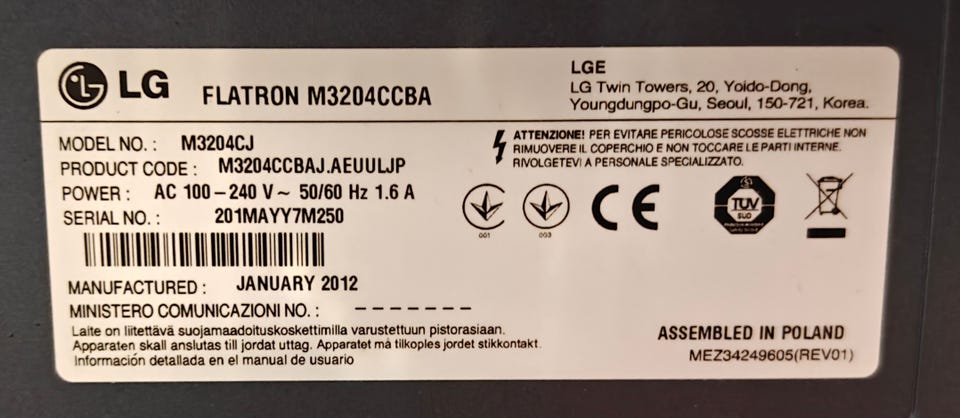 LG
FLATRON M3204CCBA
LGE
LG Twin Towers, 20, Yoido-Dong,
Youngdungpo-Gu, Seoul, 150-721, Korea.
MODEL NO. : M3204CJ
PRODUCT CODE : M3204CCBAJ.AEUULJP
POWER : AC 100-240 V~ 50/60 Hz 1.6 A
SERIAL NO. : 201MAYY7M250
ATTENZIONE! PER EVITARE PERICOLOSE SCOSSE ELETTRICHE NON
RIMUOVERE IL COPERCHIO E NON TOCCARE LE PARTI INTERNE.
RIVOLGETEVI A PERSONALE SPECIALIZZATO.
001
003
CE
TUV
SUD
MANUFACTURED : JANUARY 2012
MINISTERO COMUNICAZIONI NO. : - - - - - - -
Laite on liitettävä suojamaadoituskoskettimilla varustettuun pistorasiaan.
Apparaten skall anslutas till jordat uttag. Apparatet må tilkoples jordet stikkontakt.
Información detallada en el manual de usuario
ASSEMBLED IN POLAND
MEZ34249605(REV01)